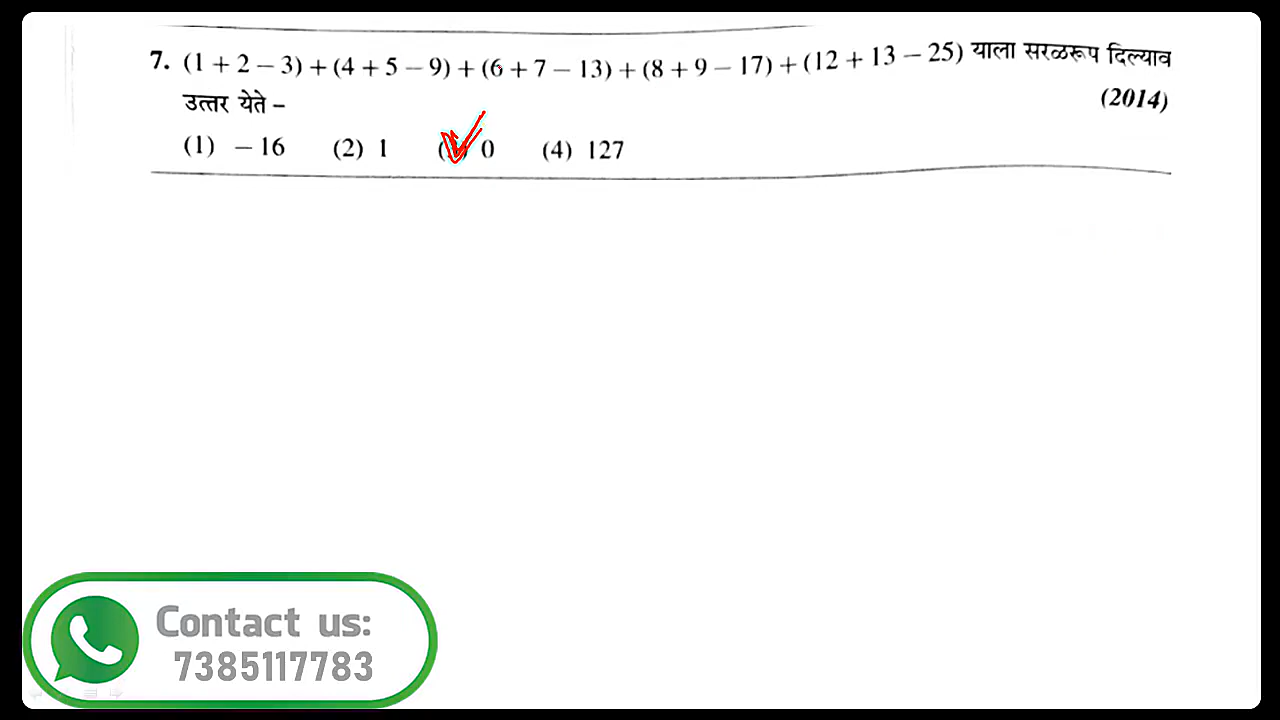 7. (1 + 2 − 3) + (4 + 5 − 9) + (6 + 7 − 13) + (8 + 9 − 17) + (12 + 13 − 25) याला सरळरूप दिल्याव
उत्तर येते − (2014)
(1) − 16 (2) 1 0 (4) 127
Contact us:
7385117783